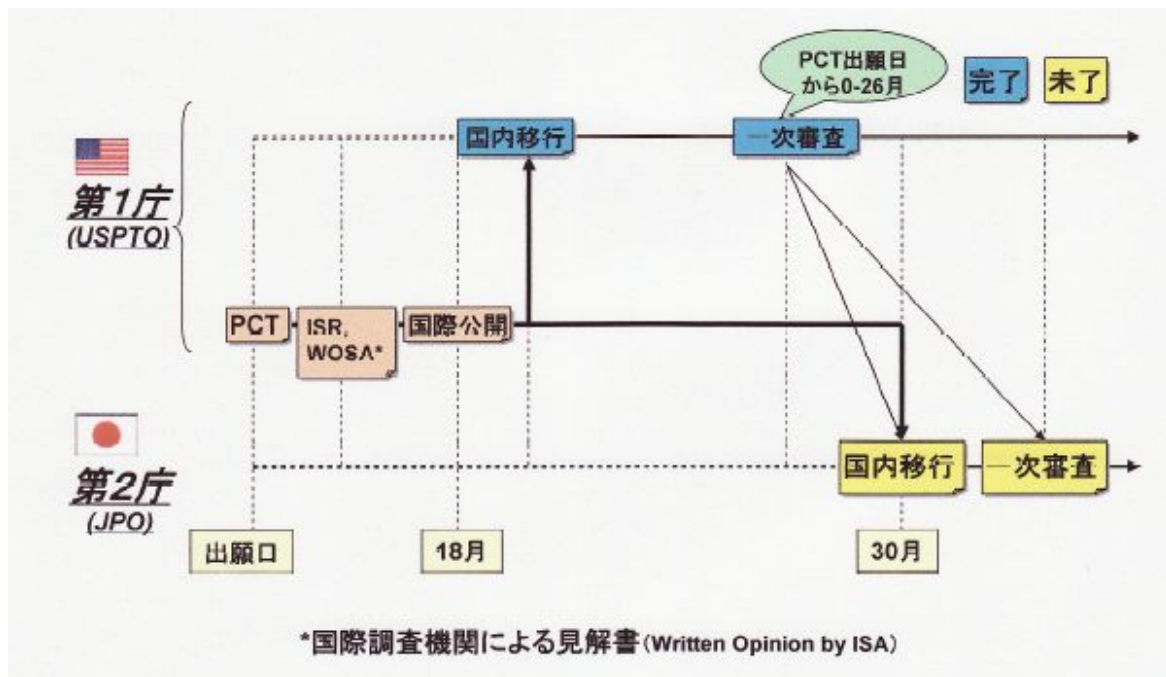 PCT出願日
から0-26月
完了
未了
国内移行
一次審査
第1庁
(USPTO)
PCT
ISR,
WOSA*
国際公開
第2庁
(JPO)
国内移行
一次審査
出願日
18月
30月
*国際調査機関による見解書(Written Opinion by ISA)